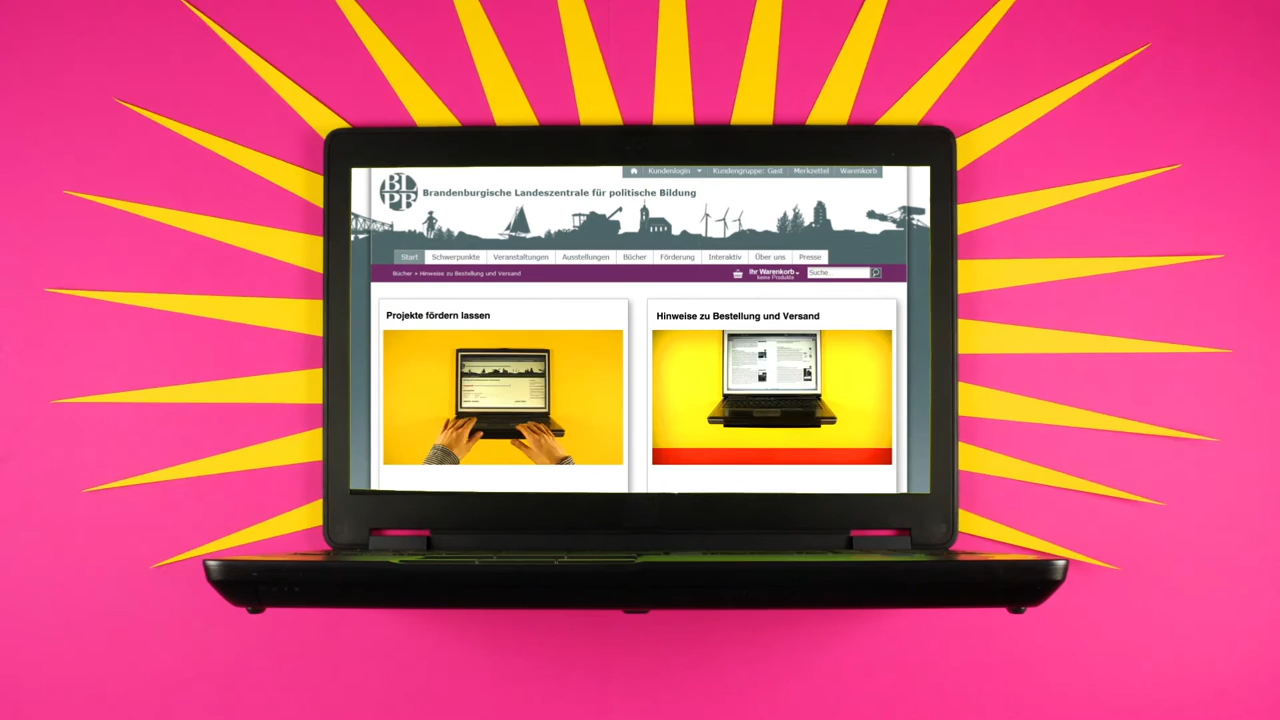 Kundenlogin
Kundengruppe: Gast
Merkzettel
Warenkorb
BL
PB
Brandenburgische Landeszentrale für politische Bildung
Start
Schwerpunkte
Veranstaltungen
Ausstellungen
Bücher
Förderung
Interaktiv
Über uns
Presse
Bücher » Hinweise zu Bestellung und Versand
Ihr Warenkorb
keine Produkte
Suche...
Projekte fördern lassen
Hinweise zu Bestellung und Versand